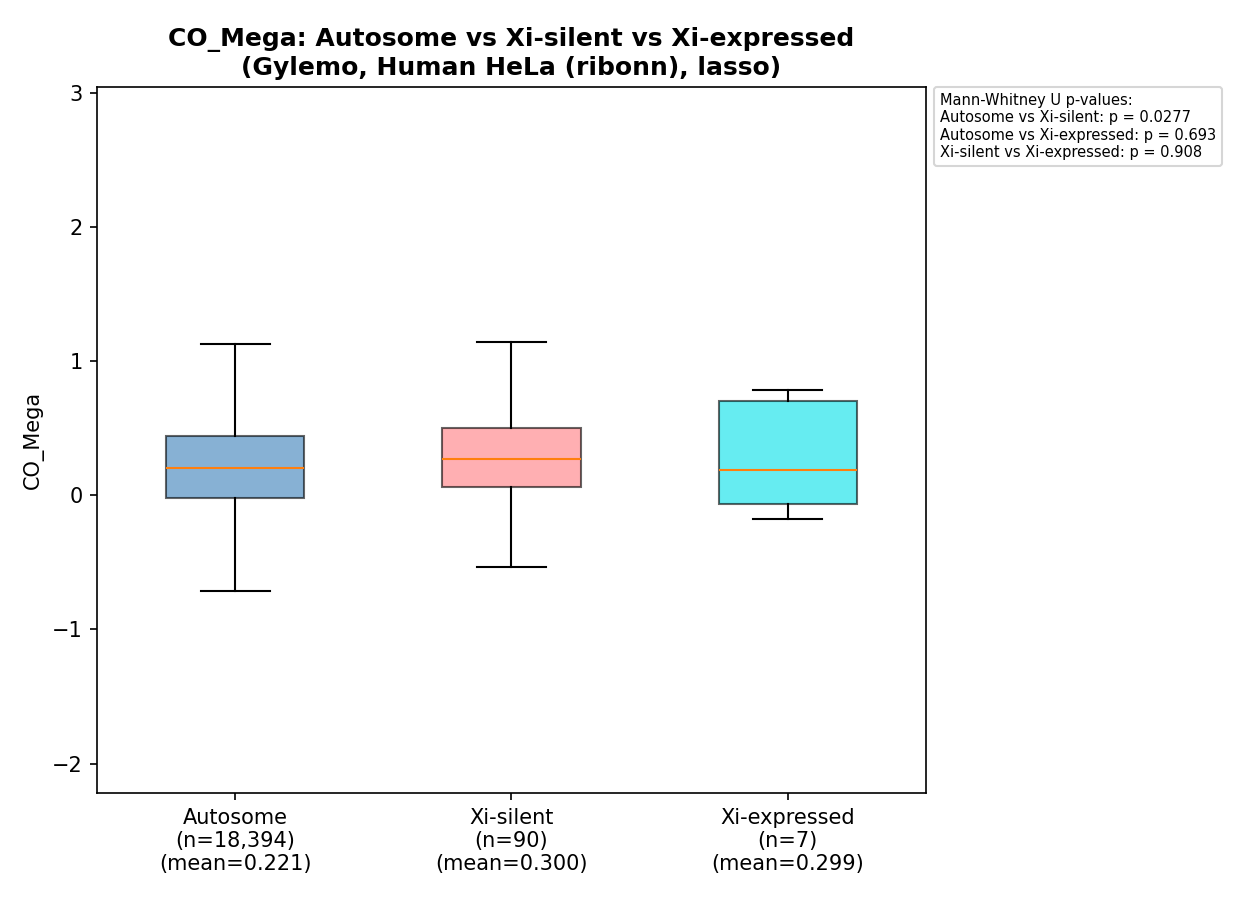 CO_Mega: Autosome vs Xi-silent vs Xi-expressed
(Gylemo, Human HeLa (ribonn), lasso)
Mann-Whitney U p-values:
Autosome vs Xi-silent: p = 0.0277
Autosome vs Xi-expressed: p = 0.693
Xi-silent vs Xi-expressed: p = 0.908
CO_Mega
3
2
1
0
−1
−2
Autosome
(n=18,394)
(mean=0.221)
Xi-silent
(n=90)
(mean=0.300)
Xi-expressed
(n=7)
(mean=0.299)